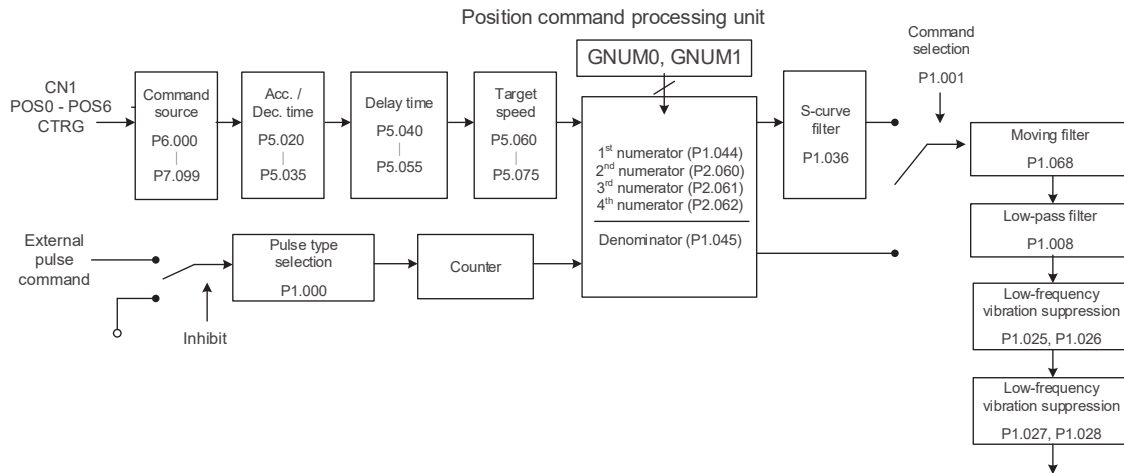 Position command processing unit
CN1
POS0 - POS6
CTRG
Command
source
P6.000
P7.099
Acc. /
Dec. time
P5.020
P5.035
Delay time
P5.040
P5.055
Target
speed
P5.060
P5.075
GNUM0, GNUM1
1st numerator (P1.044)
2nd numerator (P2.060)
3rd numerator (P2.061)
4th numerator (P2.062)
Denominator (P1.045)
S-curve
filter
P1.036
Command
selection
P1.001
External
pulse
command
Inhibit
Pulse type
selection
P1.000
Counter
Moving filter
P1.068
Low-pass filter
P1.008
Low-frequency
vibration suppression
P1.025, P1.026
Low-frequency
vibration suppression
P1.027, P1.028